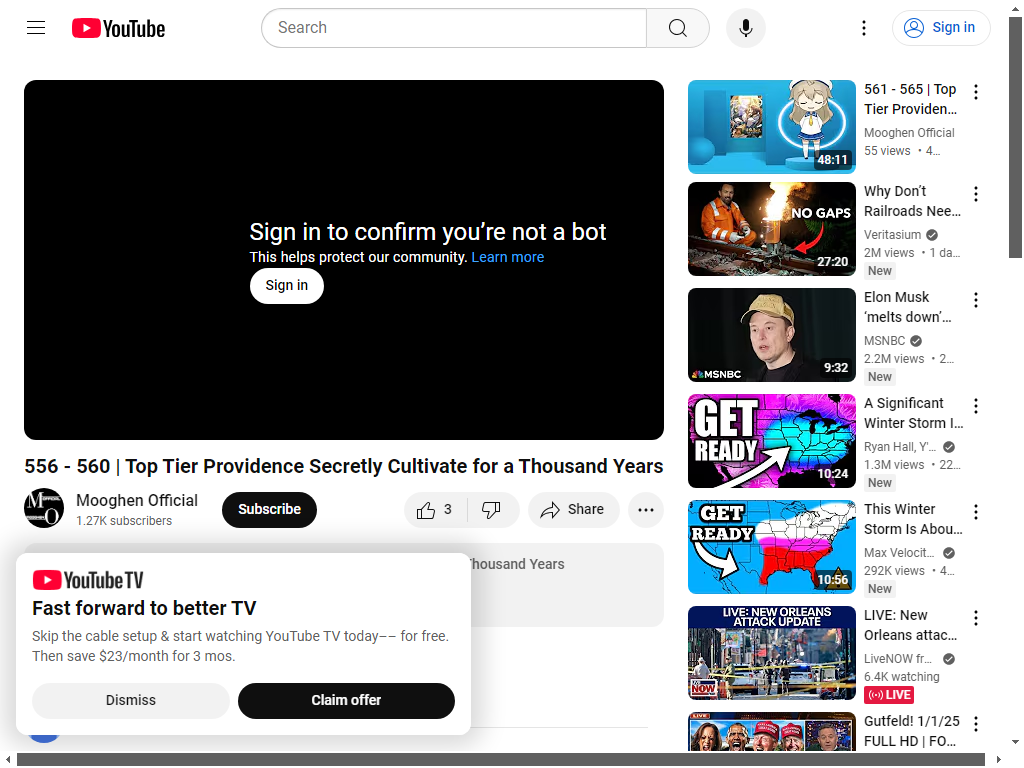 YouTube
Search
Sign in
Sign in to confirm you're not a bot
This helps protect our community. Learn more
Sign in
556 - 560 | Top Tier Providence Secretly Cultivate for a Thousand Years
Mooghen Official
1.27K subscribers
Subscribe
3
Share
Thousand Years
YouTube TV
Fast forward to better TV
Skip the cable setup & start watching YouTube TV today–– for free.
Then save $23/month for 3 mos.
Dismiss
Claim offer
48:11
561 - 565 | Top
Tier Providen...
Mooghen Official
55 views • 4...
NO GAPS
27:20
Why Don't
Railroads Nee...
Veritasium
2M views • 1 da...
New
MSNBC
9:32
Elon Musk
'melts down'...
MSNBC
2.2M views • 2...
New
GET
READY
10:24
A Significant
Winter Storm I...
Ryan Hall, Y'...
1.3M views • 22...
New
GET
READY
10:56
This Winter
Storm Is Abou...
Max Velocit...
292K views • 4...
New
LIVE: NEW ORLEANS
ATTACK UPDATE
NOW
LIVE: New
Orleans attac...
LiveNOW fr...
6.4K watching
LIVE
LIVE
Gutfeld! 1/1/25
FULL HD | FO...